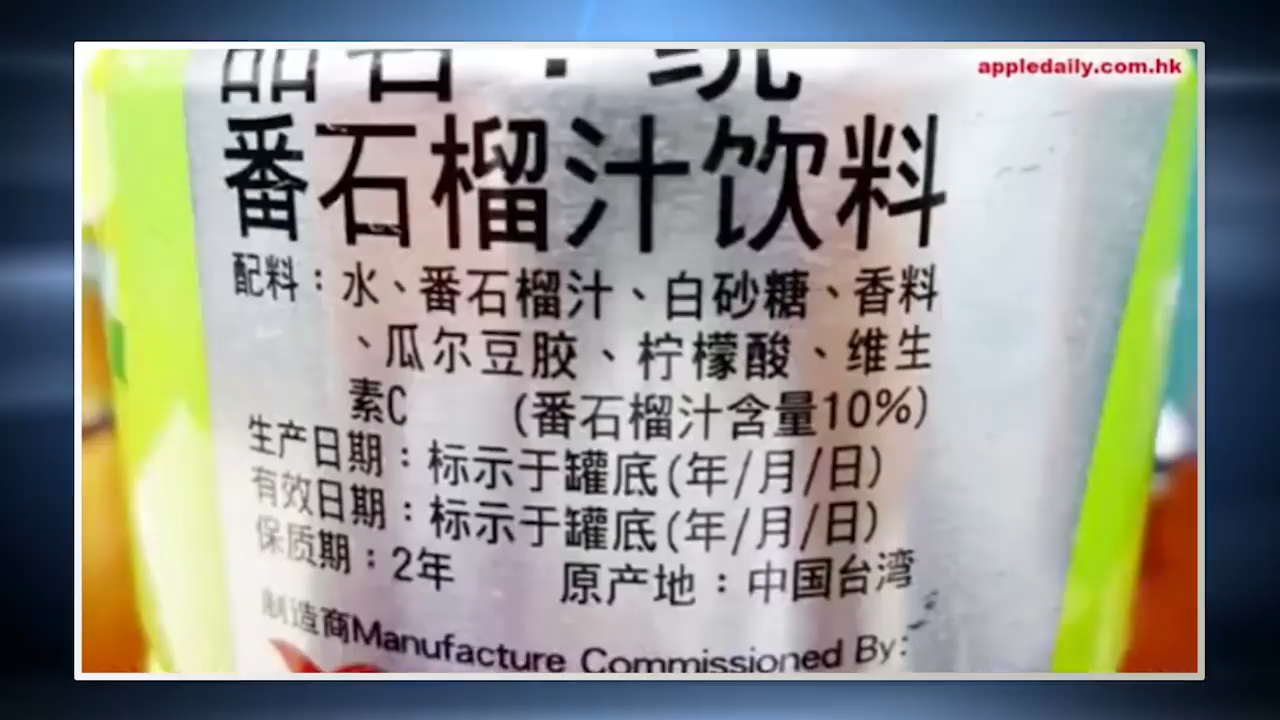 appledaily.com.hk
品名：统
番石榴汁饮料
配料：水、番石榴汁、白砂糖、香料
、瓜尔豆胶、柠檬酸、维生
素C (番石榴汁含量10%)
生产日期：标示于罐底(年/月/日)
有效日期：标示于罐底(年/月/日)
保质期：2年 原产地：中国台湾
制造商Manufacture Commissioned By: